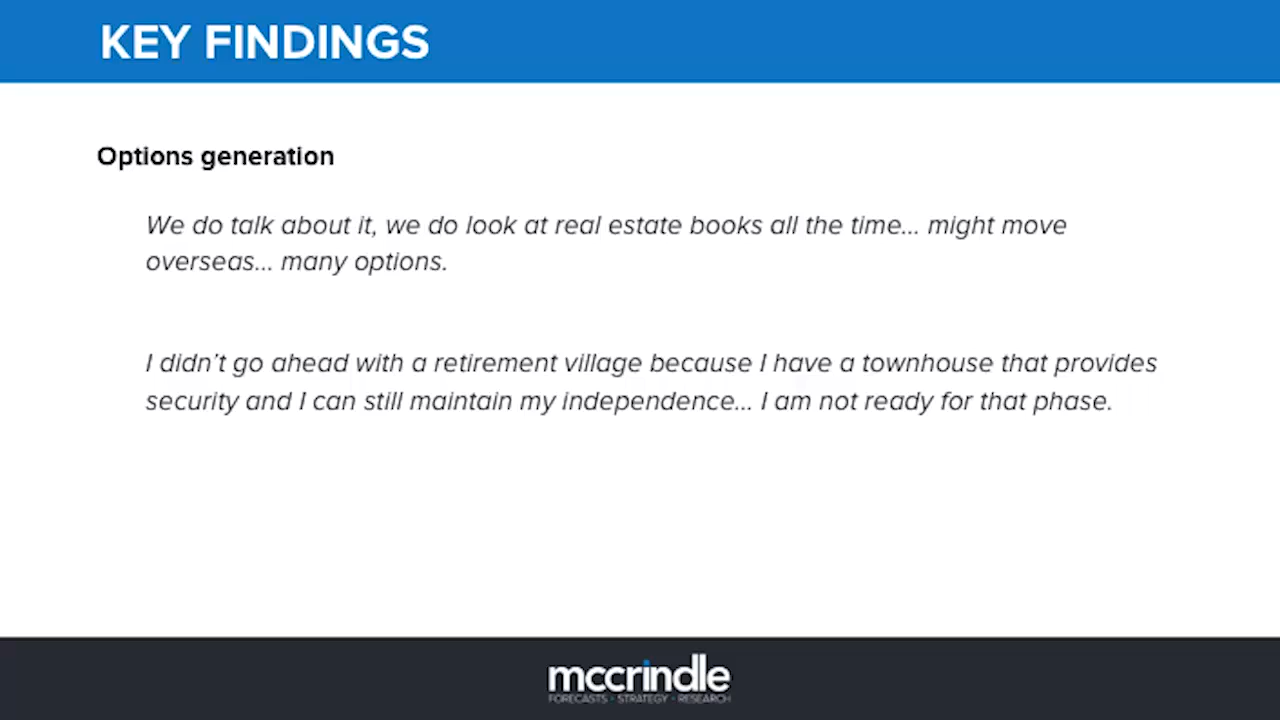 KEY FINDINGS
Options generation
We do talk about it, we do look at real estate books all the time... might move
overseas... many options.
I didn't go ahead with a retirement village because I have a townhouse that provides
security and I can still maintain my independence... I am not ready for that phase.
mccrindle
FORECASTS • STRATEGY • RESEARCH